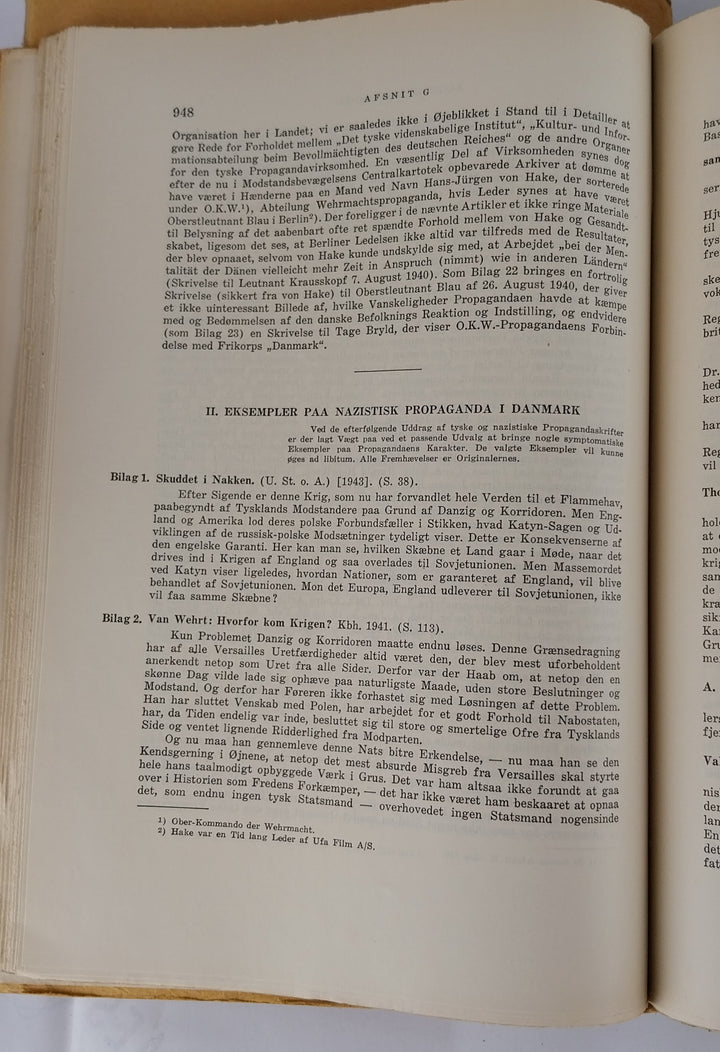 948
AFSNIT G
Organisation her i Landet; vi er saaledes ikke i Øjeblikket i Stand til i Detailler at
gøre Rede for Forholdet mellem „Det tyske videnskabelige Institut“, „Kultur- und Infor-
mationsabteilung beim Bevollmächtigten des deutschen Reiches“ og de andre Organer
for den tyske Propagandavirksomhed. En væsentlig Del af Virksomheden synes dog
efter de nu i Modstandsbevægelsens Centralkartotek opbevarede Arkiver at dømme at
have været i Hænderne paa en Mand ved Navn Hans-Jürgen von Hake, der sorterede
under O.K.W.¹), Abteilung Wehrmachtspropaganda, hvis Leder synes at have været
Oberstleutnant Blau i Berlin²). Der foreligger i de nævnte Artikler et ikke ringe Materiale
til Belysning af det aabenbart ofte ret spændte Forhold mellem von Hake og Gesandt-
skabet, ligesom det ses, at Berliner Ledelsen ikke altid var tilfreds med de Resultater,
der blev opnaaet, selvom von Hake kunde undskylde sig med, at Arbejdet „bei der Men-
talität der Dänen vielleicht mehr Zeit in Anspruch (nimmt) wie in anderen Ländern“
(Skrivelse til Leutnant Krausskopf 7. August 1940). Som Bilag 22 bringes en fortrolig
Skrivelse (sikkert fra von Hake) til Oberstleutnant Blau af 26. August 1940, der giver
et ikke uinteressant Billede af, hvilke Vanskeligheder Propagandaen havde at kæmpe
med og Bedømmelsen af den danske Befolknings Reaktion og Indstilling, og endvidere
(som Bilag 23) en Skrivelse til Tage Bryld, der viser O.K.W.-Propagandaens Forbin-
delse med Frikorps „Danmark“.
II. EKSEMPLER PAA NAZISTISK PROPAGANDA I DANMARK
Ved de efterfølgende Uddrag af tyske og nazistiske Propagandaskrifter
er der lagt Vægt paa ved et passende Udvalg at bringe nogle symptomatiske
Eksempler paa Propagandaens Karakter. De valgte Eksempler vil kunne
øges ad libitum. Alle Fremhævelser er Originalernes.
Bilag 1. Skuddet i Nakken. (U. St. o. A.) [1943]. (S. 38).
Efter Sigende er denne Krig, som nu har forvandlet hele Verden til et Flammehav,
paabegyndt af Tysklands Modstandere paa Grund af Danzig og Korridoren. Men Eng-
land og Amerika lod deres polske Forbundsfæller i Stikken, hvad Katyn-Sagen og Ud-
viklingen af de russisk-polske Modsætninger tydeligt viser. Dette er Konsekvenserne af
den engelske Garanti. Her kan man se, hvilken Skæbne et Land gaar i Møde, naar det
drives ind i Krigen af England og saa overlades til Sovjetunionen. Men Massemordet
ved Katyn viser ligeledes, hvordan Nationer, som er garanteret af England, vil blive
behandlet af Sovjetunionen. Mon det Europa, England udleverer til Sovjetunionen, ikke
vil faa samme Skæbne?
Bilag 2. Van Wehrt: Hvorfor kom Krigen? Kbh. 1941. (S. 113).
Kun Problemet Danzig og Korridoren maatte endnu løses. Denne Grænsedragning
har af alle Versailles Uretfærdigheder altid været den, der blev mest uforbeholdent
anerkendt netop som Uret fra alle Sider. Derfor var der Haab om, at netop den en
skønne Dag vilde lade sig ophæve paa naturligste Maade, uden store Beslutninger og
Modstand. Og derfor har Føreren ikke forhastet sig med Løsningen af dette Problem.
Han har sluttet Venskab med Polen, har arbejdet for et godt Forhold til Nabostaten,
har, da Tiden endelig var inde, besluttet sig til store og smertelige Ofre fra Tysklands
Side og ventet lignende Ridderlighed fra Modparten.
Og nu maa han gennemleve denne Nats bitre Erkendelse, — nu maa han se den
Kendsgerning i Øjnene, at netop det mest absurde Misgreb fra Versailles skal styrte
hele hans taalmodigt opbyggede Værk i Grus. Det var ham altsaa ikke forundt at gaa
over i Historien som Fredens Forkæmper, — det har ikke været ham beskaaret at opnaa
det, som endnu ingen tysk Statsmand — overhovedet ingen Statsmand nogensinde
¹) Ober-Kommando der Wehrmacht.
²) Hake var en Tid lang Leder af Ufa Film A/S.